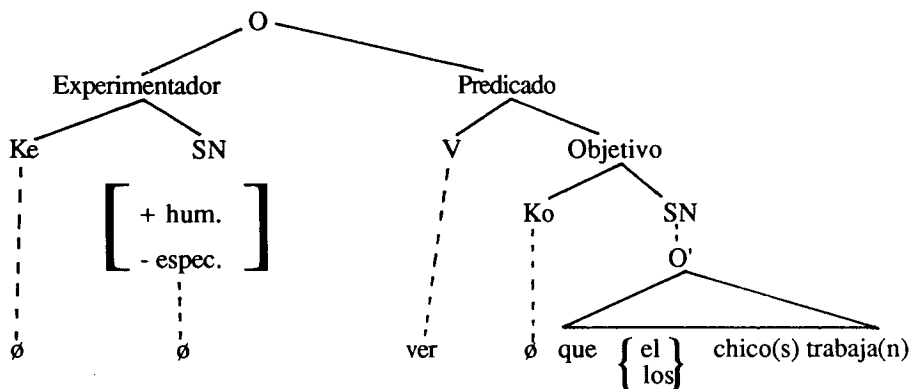 O
Experimentador Predicado
Ke SN V Objetivo
+ hum. Ko SN
- espec. O'
ø ø ver ø que { el chico(s) trabaja(n)
los }